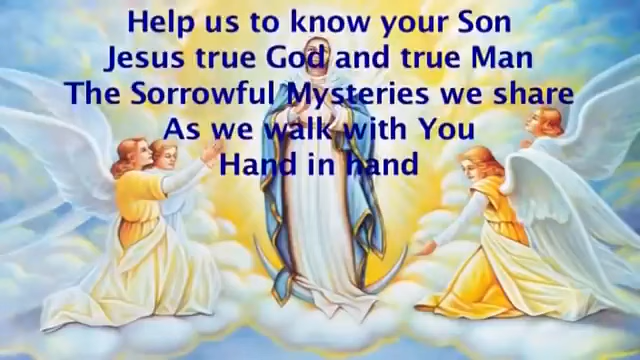 Help us to know your Son
Jesus true God and true Man
The Sorrowful Mysteries we share
As we walk with You
Hand in hand